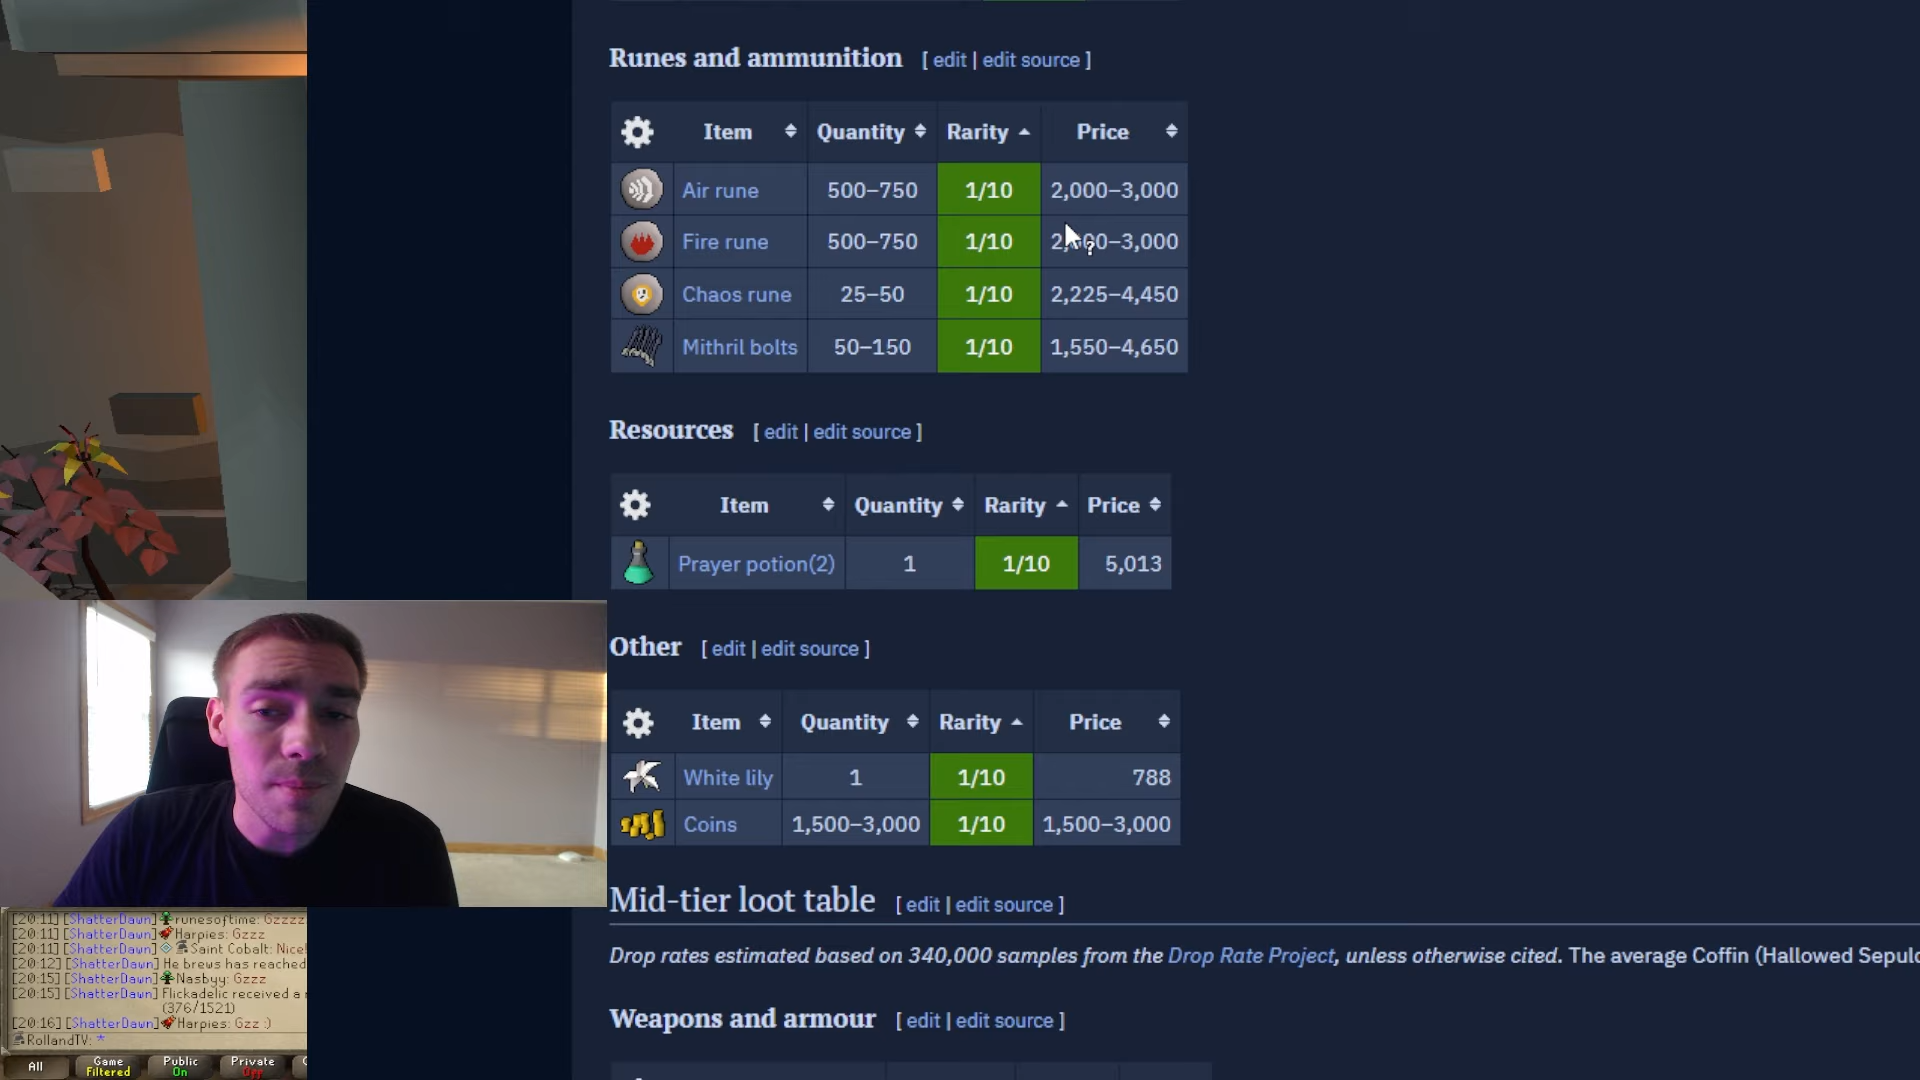 Runes and ammunition [ edit | edit source ]
Item Quantity Rarity Price
Air rune 500–750 1/10 2,000–3,000
Fire rune 500–750 1/10 2,000–3,000
Chaos rune 25–50 1/10 2,225–4,450
Mithril bolts 50–150 1/10 1,550–4,650
Resources [ edit | edit source ]
Item Quantity Rarity Price
Prayer potion(2) 1 1/10 5,013
Other [ edit | edit source ]
Item Quantity Rarity Price
White lily 1 1/10 788
Coins 1,500–3,000 1/10 1,500–3,000
Mid-tier loot table [ edit | edit source ]
Drop rates estimated based on 340,000 samples from the Drop Rate Project, unless otherwise cited. The average Coffin (Hallowed Sepulc
Weapons and armour [ edit | edit source ]
[20:11] [ShatterDawn] runesoftime: Gzzzz
[20:11] [ShatterDawn] Harpies: Gzzz
[20:11] [ShatterDawn] Saint Cobalt: Nice!
[20:12] [ShatterDawn] He brews has reached
[20:15] [ShatterDawn] Nasbyy: Gzzz
[20:15] [ShatterDawn] Flickadelic received a
(376/1521)
[20:16] [ShatterDawn] Harpies: Gzz :)
RollandTV: *
All Game Public Private
Filtered On Off